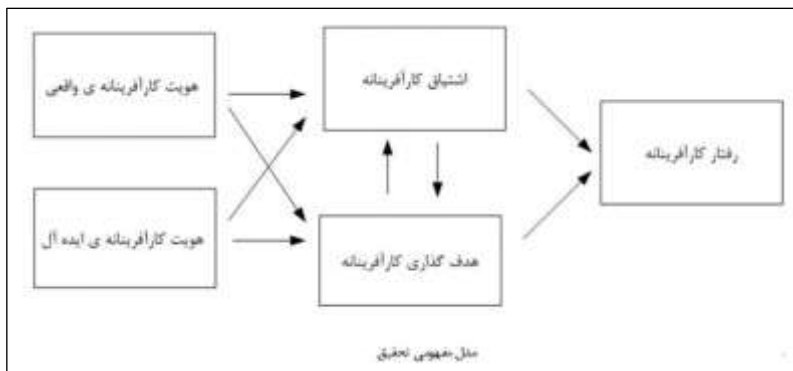 هویت کارآفرینانه ی واقعی
اشتیاق کارآفرینانه
رفتار کارآفرینانه
هویت کارآفرینانه ی ایده آل
هدف گذاری کارآفرینانه
مدل مفهومی تحقیق